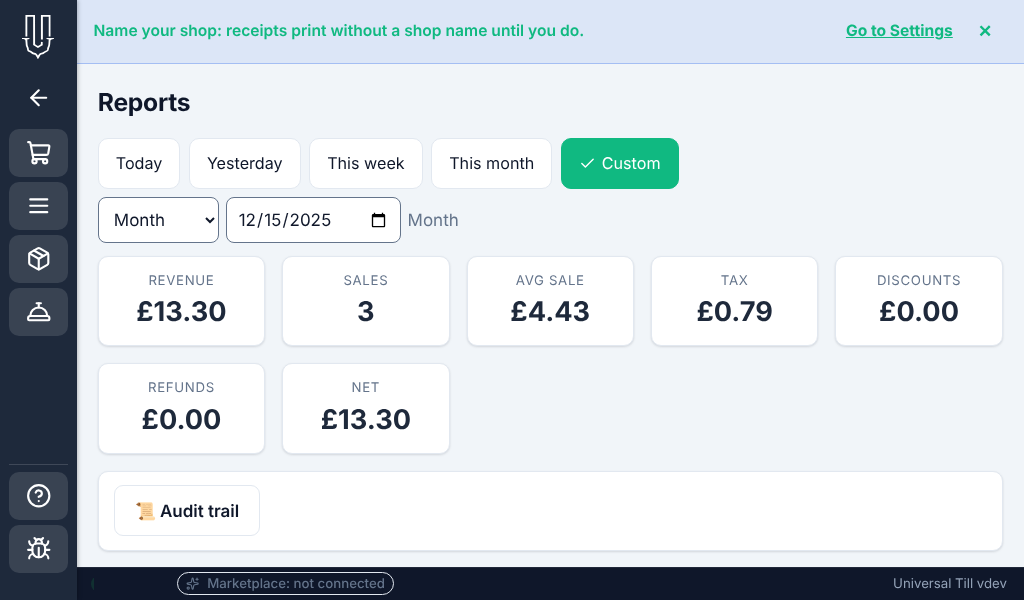 Name your shop: receipts print without a shop name until you do.
Go to Settings
Reports
Today
Yesterday
This week
This month
Custom
Month
12/15/2025
Month
REVENUE
£13.30
SALES
3
AVG SALE
£4.43
TAX
£0.79
DISCOUNTS
£0.00
REFUNDS
£0.00
NET
£13.30
Audit trail
Marketplace: not connected
Universal Till vdev